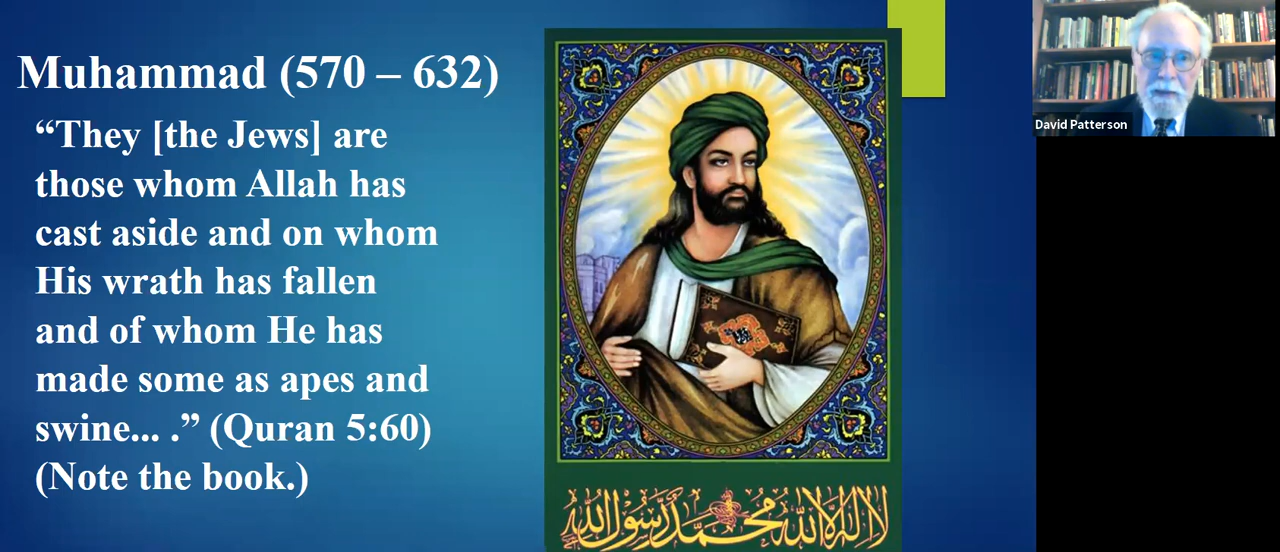 Muhammad (570 – 632)
“They [the Jews] are
those whom Allah has
cast aside and on whom
His wrath has fallen
and of whom He has
made some as apes and
swine... .” (Quran 5:60)
(Note the book.)
لا اله الا الله محمد رسول الله
David Patterson